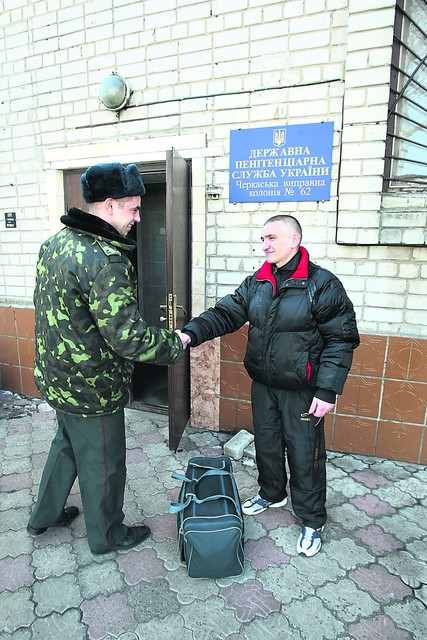 ДЕРЖАВНА
ПЕНІТЕНЦІАРНА
СЛУЖБА УКРАЇНИ
Черкаська виправна
колонія № 62